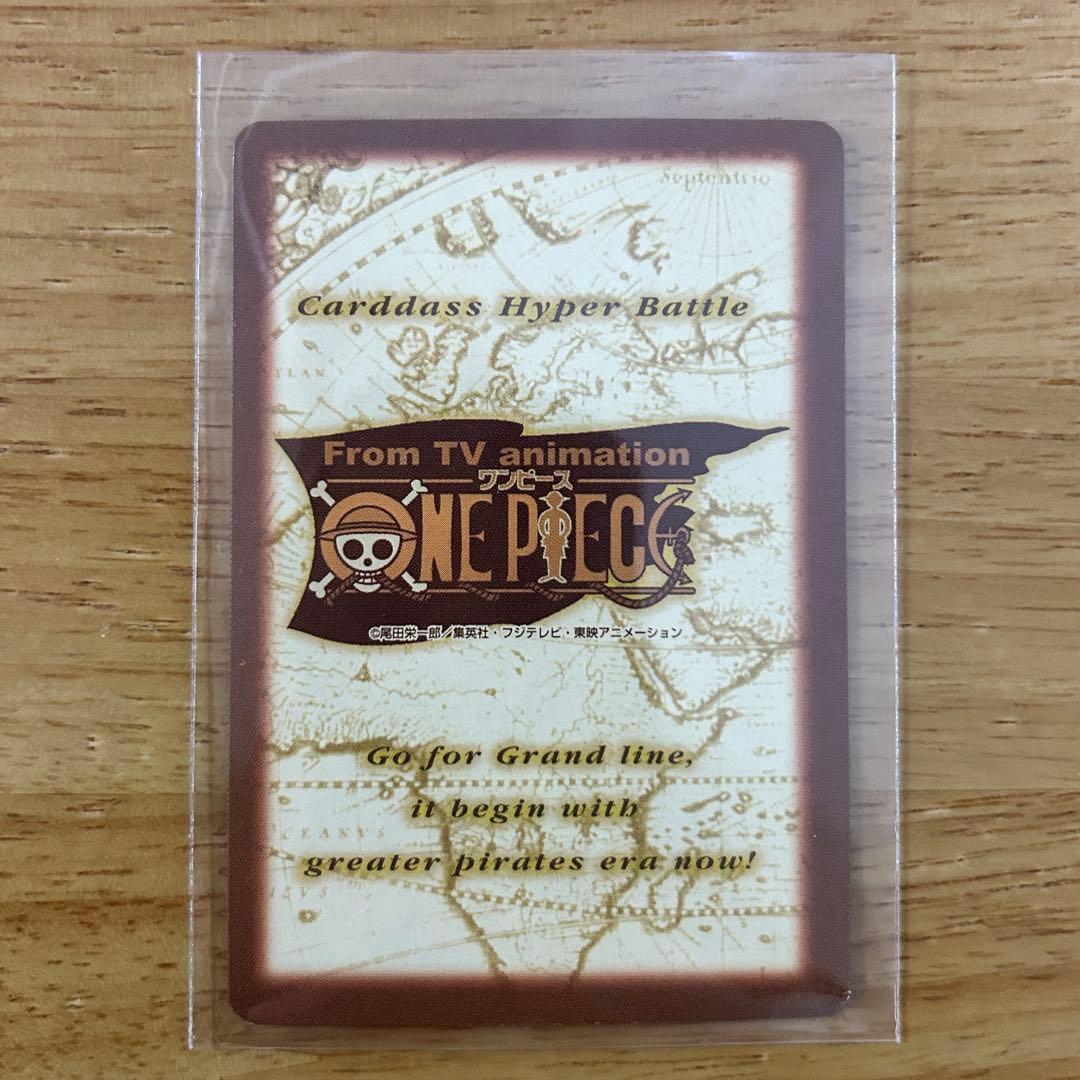 Septentrio
Carddass Hyper Battle
From TV animation
ワンピース
ONE PIECE
©尾田栄一郎／集英社・フジテレビ・東映アニメーション
Go for Grand line,
it begin with
greater pirates era now!